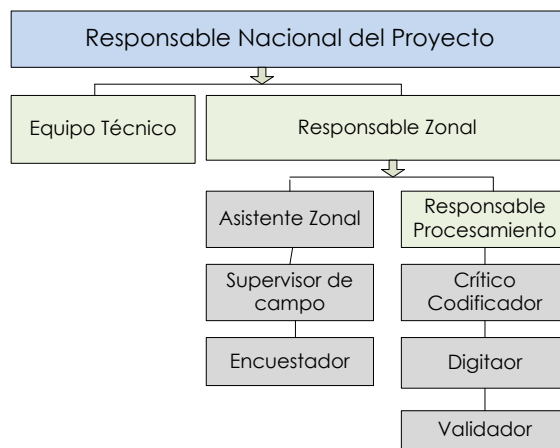 Responsable Nacional del Proyecto
Equipo Técnico
Responsable Zonal
Asistente Zonal
Responsable
Procesamiento
Supervisor de
campo
Crítico
Codificador
Encuestador
Digitaor
Validador